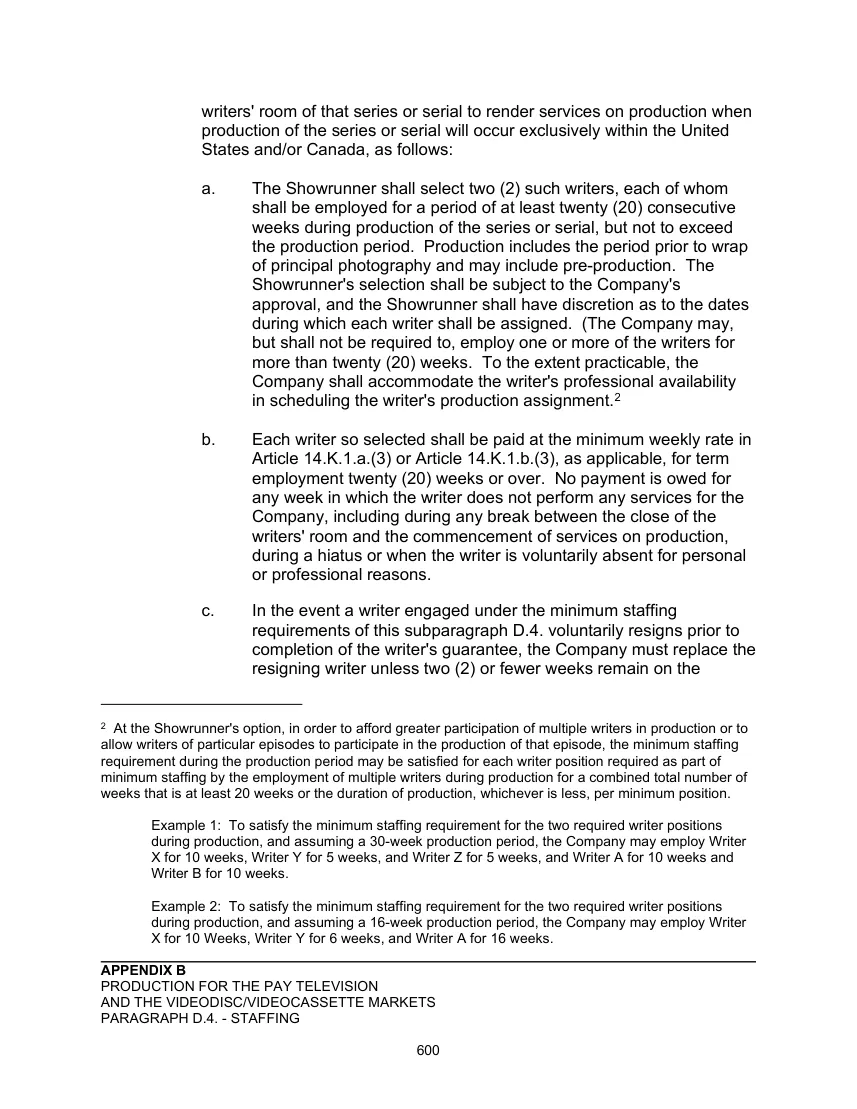 writers' room of that series or serial to render services on production when
production of the series or serial will occur exclusively within the United
States and/or Canada, as follows:
a. The Showrunner shall select two (2) such writers, each of whom
shall be employed for a period of at least twenty (20) consecutive
weeks during production of the series or serial, but not to exceed
the production period. Production includes the period prior to wrap
of principal photography and may include pre-production. The
Showrunner's selection shall be subject to the Company's
approval, and the Showrunner shall have discretion as to the dates
during which each writer shall be assigned. (The Company may,
but shall not be required to, employ one or more of the writers for
more than twenty (20) weeks. To the extent practicable, the
Company shall accommodate the writer's professional availability
in scheduling the writer's production assignment.2
b. Each writer so selected shall be paid at the minimum weekly rate in
Article 14.K.1.a.(3) or Article 14.K.1.b.(3), as applicable, for term
employment twenty (20) weeks or over. No payment is owed for
any week in which the writer does not perform any services for the
Company, including during any break between the close of the
writers' room and the commencement of services on production,
during a hiatus or when the writer is voluntarily absent for personal
or professional reasons.
c. In the event a writer engaged under the minimum staffing
requirements of this subparagraph D.4. voluntarily resigns prior to
completion of the writer's guarantee, the Company must replace the
resigning writer unless two (2) or fewer weeks remain on the
2 At the Showrunner's option, in order to afford greater participation of multiple writers in production or to
allow writers of particular episodes to participate in the production of that episode, the minimum staffing
requirement during the production period may be satisfied for each writer position required as part of
minimum staffing by the employment of multiple writers during production for a combined total number of
weeks that is at least 20 weeks or the duration of production, whichever is less, per minimum position.
Example 1: To satisfy the minimum staffing requirement for the two required writer positions
during production, and assuming a 30-week production period, the Company may employ Writer
X for 10 weeks, Writer Y for 5 weeks, and Writer Z for 5 weeks, and Writer A for 10 weeks and
Writer B for 10 weeks.
Example 2: To satisfy the minimum staffing requirement for the two required writer positions
during production, and assuming a 16-week production period, the Company may employ Writer
X for 10 Weeks, Writer Y for 6 weeks, and Writer A for 16 weeks.
APPENDIX B
PRODUCTION FOR THE PAY TELEVISION
AND THE VIDEODISC/VIDEOCASSETTE MARKETS
PARAGRAPH D.4. - STAFFING
600